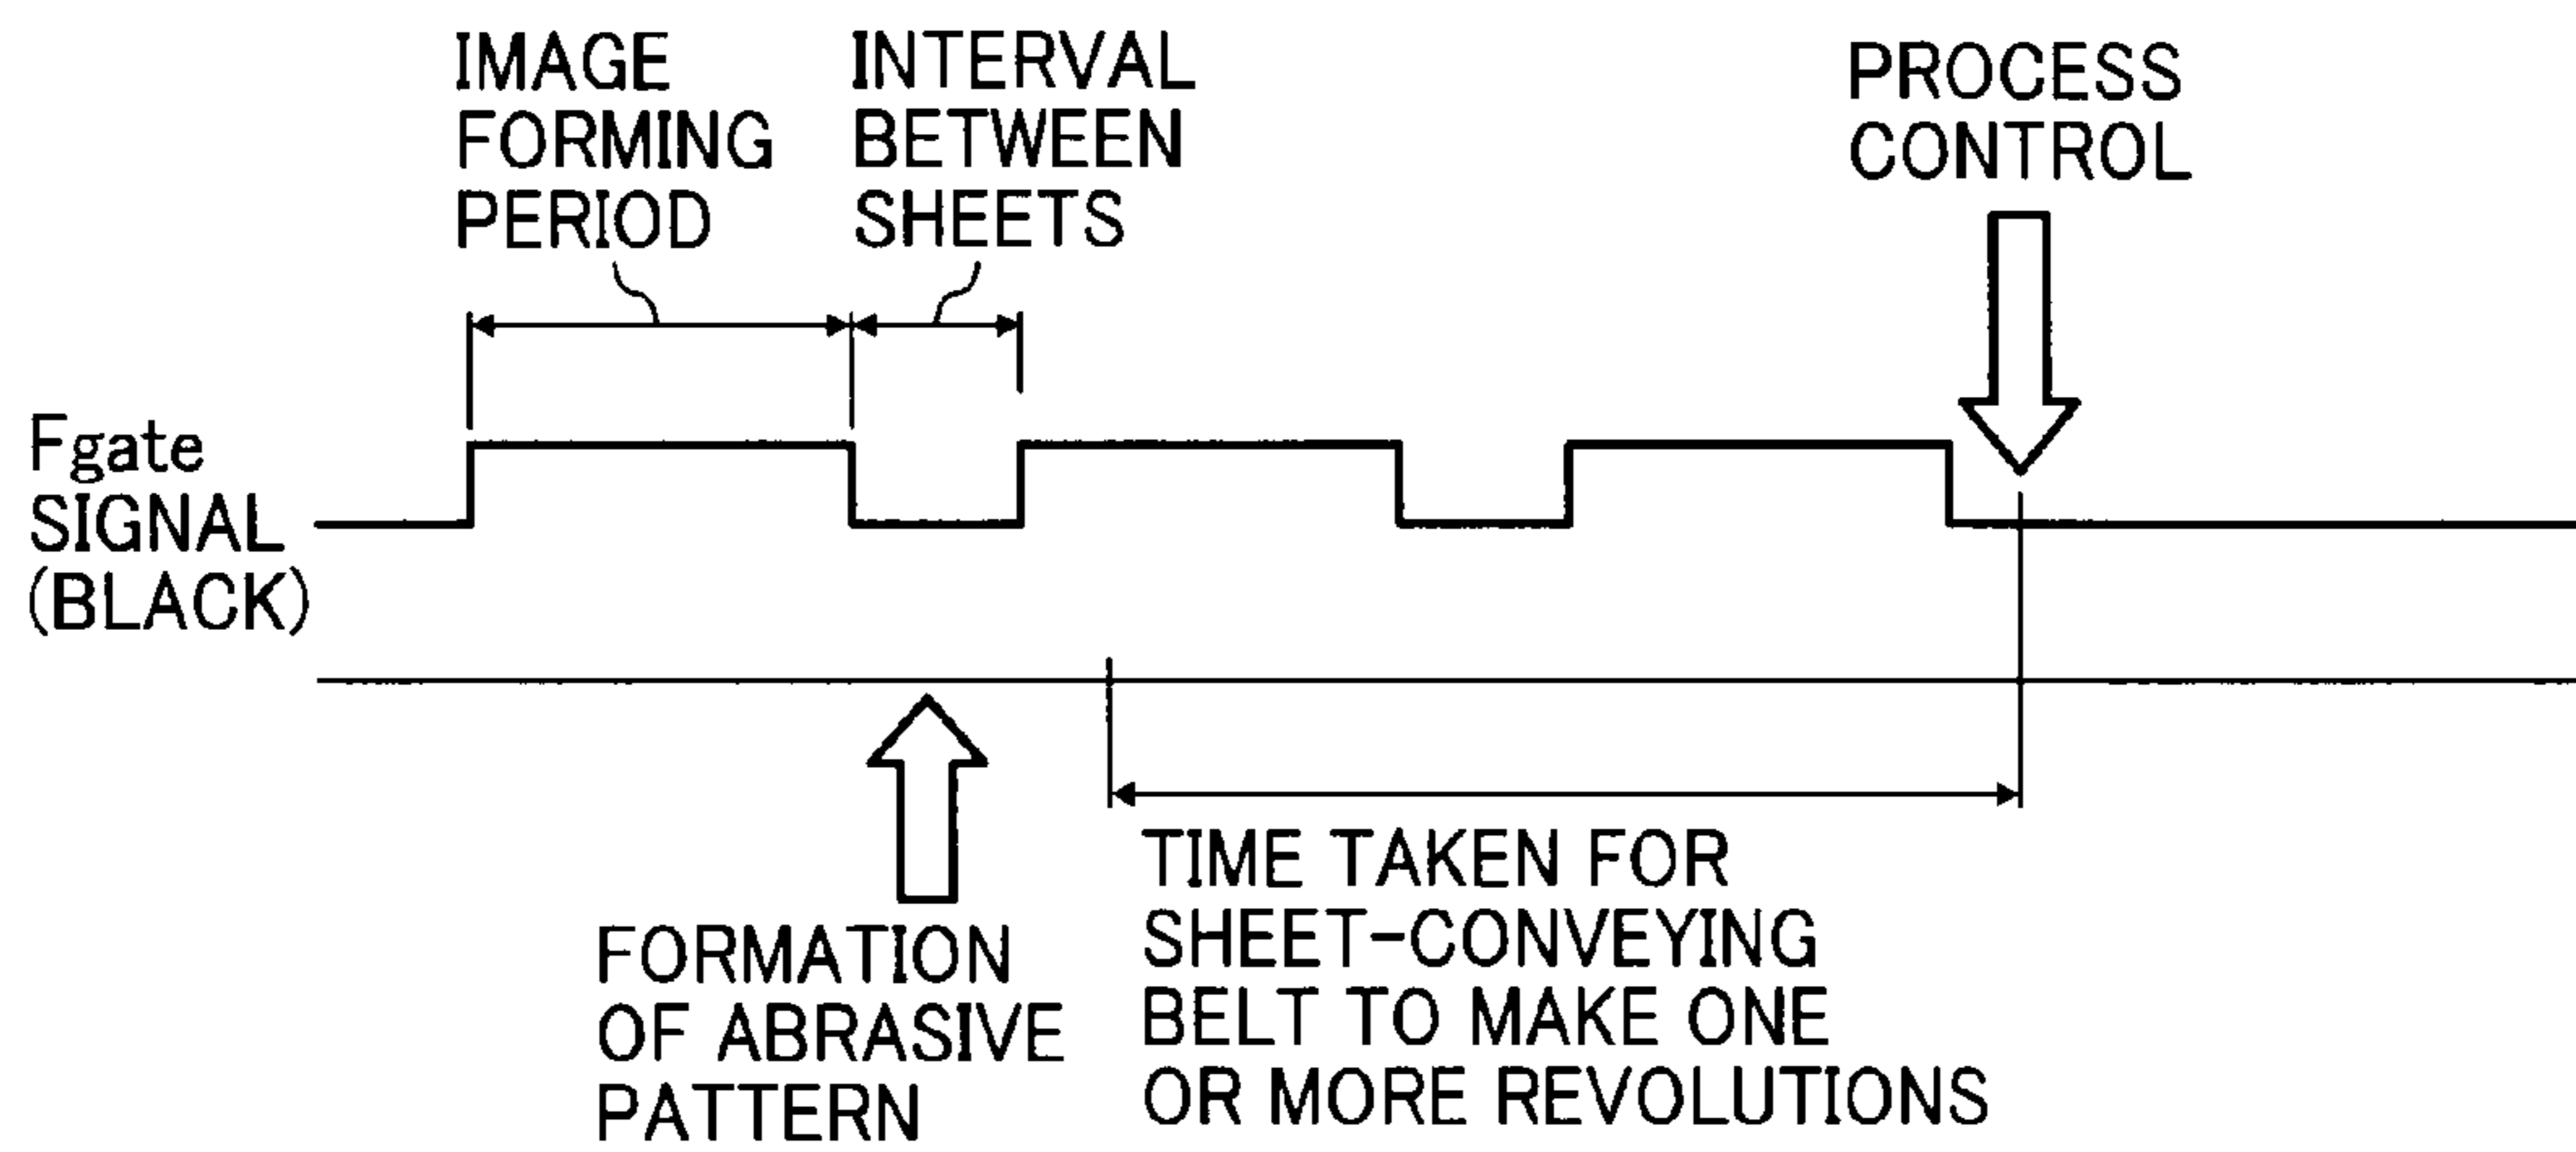 IMAGE
FORMING
PERIOD
INTERVAL
BETWEEN
SHEETS
PROCESS
CONTROL
Fgate
SIGNAL
(BLACK)
FORMATION
OF ABRASIVE
PATTERN
TIME TAKEN FOR
SHEET-CONVEYING
BELT TO MAKE ONE
OR MORE REVOLUTIONS